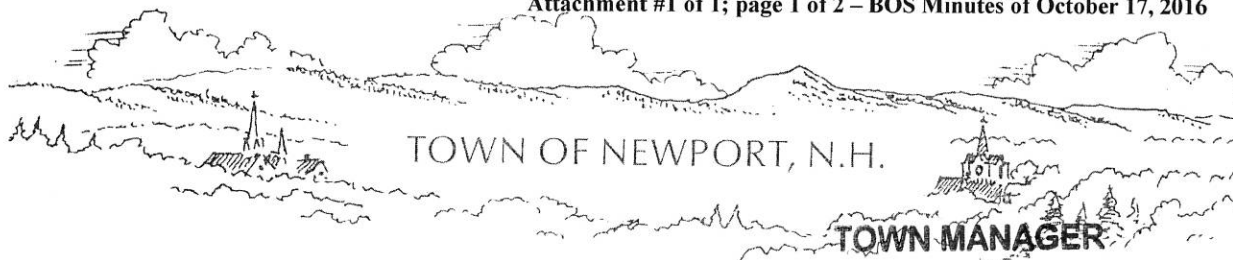 Attachment #1 of 1; page 1 of 2 – BOS Minutes of October 17, 2016
TOWN OF NEWPORT, N.H.
TOWN MANAGER